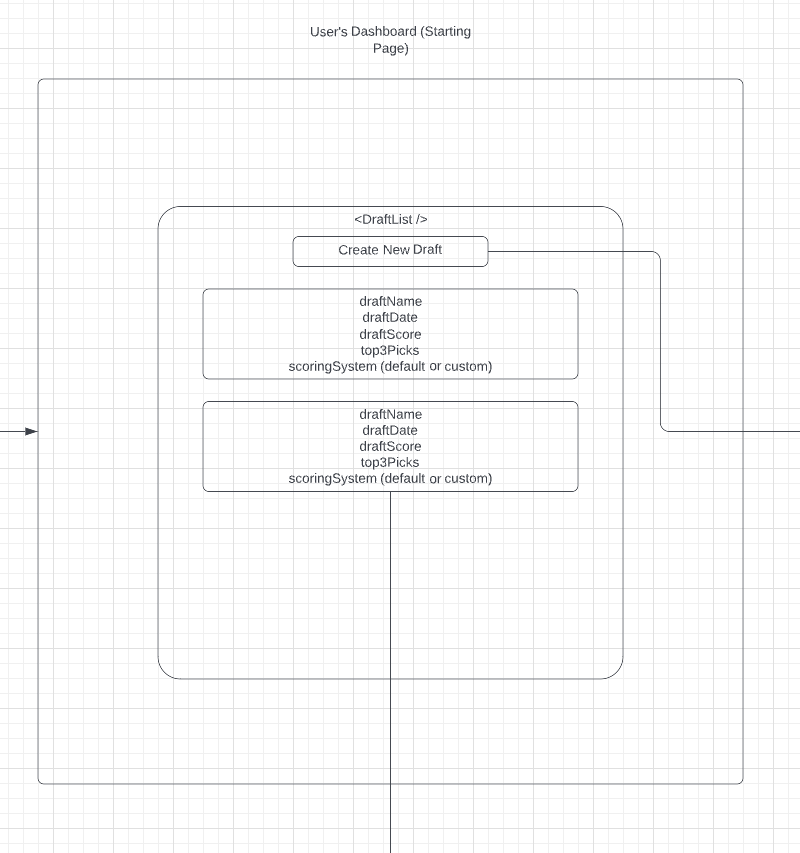 User's Dashboard (Starting
Page)
<DraftList />
Create New Draft
draftName
draftDate
draftScore
top3Picks
scoringSystem (default or custom)
draftName
draftDate
draftScore
top3Picks
scoringSystem (default or custom)